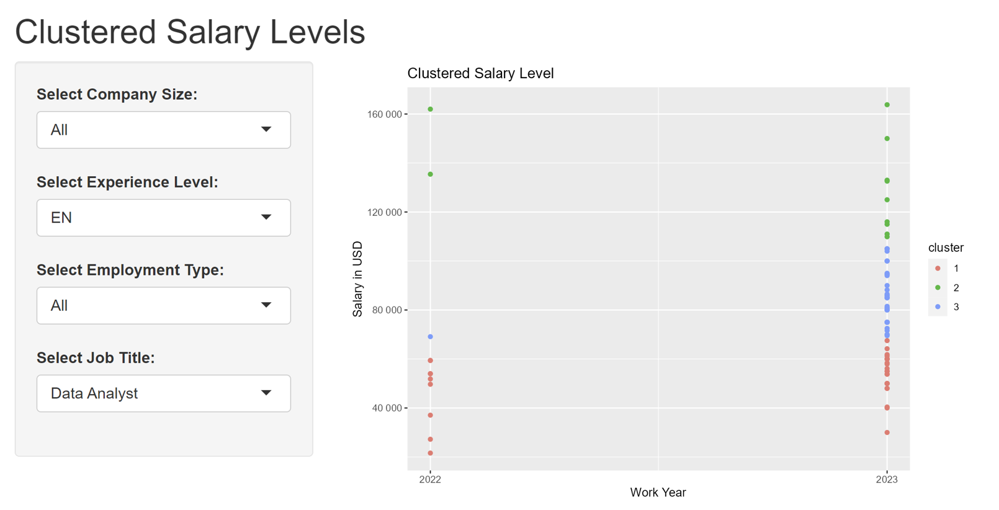 Clustered Salary Levels
Select Company Size:
All
Select Experience Level:
EN
Select Employment Type:
All
Select Job Title:
Data Analyst
Clustered Salary Level
160 000
120 000
80 000
40 000
Salary in USD
2022
2023
Work Year
cluster
1
2
3